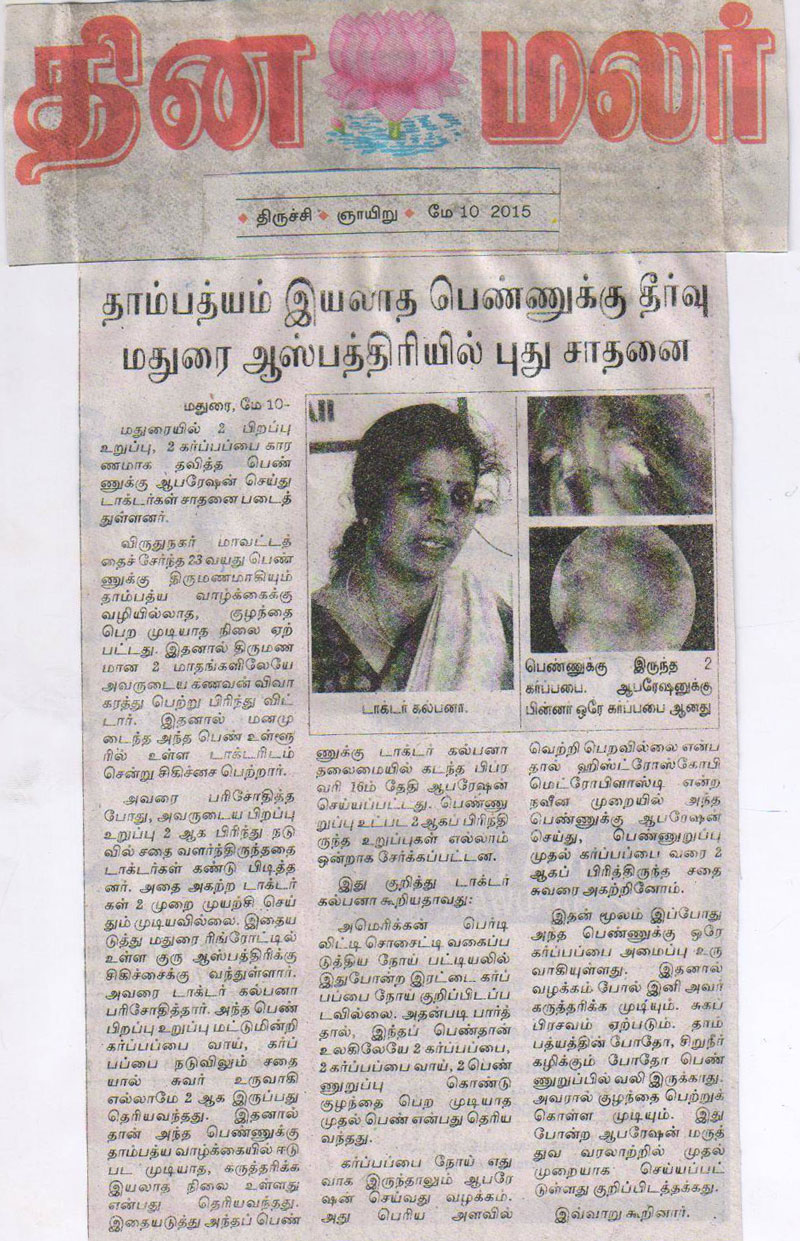 தின மலர்
திருச்சி ஞாயிறு மே 10 2015
தாம்பத்யம் இயலாத பெண்ணுக்கு தீர்வு
மதுரை ஆஸ்பத்திரியில் புது சாதனை
மதுரை, மே 10-
மதுரையில் 2 பிறப்பு
உறுப்பு, 2 கர்ப்பப்பை கார
ணமாக தவித்த பெண்
ணுக்கு ஆபரேஷன் செய்து
டாக்டர்கள் சாதனை படைத்
துள்ளனர்.
விருதுநகர் மாவட்டத்
தைச் சேர்ந்த 23 வயது பெண்
ணுக்கு திருமணமாகியும்
தாம்பத்ய வாழ்க்கைக்கு
வழியில்லாத, குழந்தை
பெற முடியாத நிலை ஏற்
பட்டது. இதனால் திருமண
மான 2 மாதங்களிலேயே
அவருடைய கணவன் விவா
கரத்து பெற்று பிரிந்து விட்
டார். இதனால் மனமு
டைந்த அந்த பெண் உள்ளூ
ரில் உள்ள டாக்டரிடம்
சென்று சிகிச்சை பெற்றார்.
அவரை பரிசோதித்த
போது, அவருடைய பிறப்பு
உறுப்பு 2 ஆக பிரிந்து நடு
வில் சதை வளர்ந்திருந்ததை
டாக்டர்கள் கண்டு பிடித்த
னர். அதை அகற்ற டாக்டர்
கள் 2 முறை முயற்சி செய்
தும் முடியவில்லை. இதைய
டுத்து மதுரை ரிங்ரோட்டில்
உள்ள குரு ஆஸ்பத்திரிக்கு
சிகிச்சைக்கு வந்துள்ளார்.
அவரை டாக்டர் கல்பனா
பரிசோதித்தார். அந்த பெண்
பிறப்பு உறுப்பு மட்டுமின்றி
கர்ப்பப்பை வாய், கர்ப்
பப்பை நடுவிலும் சதை
யால் சுவர் உருவாகி
எல்லாமே 2 ஆக இருப்பது
தெரியவந்தது. இதனால்
தான் அந்த பெண்ணுக்கு
தாம்பத்ய வாழ்க்கையில் ஈடு
பட முடியாத, கருத்தரிக்க
இயலாத நிலை உள்ளது
என்பது தெரியவந்தது.
இதையடுத்து அந்தப் பெண்
டாக்டர் கல்பனா.
பெண்ணுக்கு இருந்த 2
கர்ப்பபை. ஆபரேஷனுக்கு
பின்னர் ஒரே கர்ப்பபை ஆனது
ணுக்கு டாக்டர் கல்பனா
தலைமையில் கடந்த பிப்ர
வரி 16ம் தேதி ஆபரேஷன்
செய்யப்பட்டது. பெண்ணு
றுப்பு உட்பட 2 ஆகப் பிரிந்தி
ருந்த உறுப்புகள் எல்லாம்
ஒன்றாக சேர்க்கப்பட்டன.
இது குறித்து டாக்டர்
கல்பனா கூறியதாவது:
அமெரிக்கன் பெர்டி
லிட்டி சொசைட்டி வகைப்ப
டுத்திய நோய் பட்டியலில்
இதுபோன்ற இரட்டை கர்ப்
பப்பை நோய் குறிப்பிடப்ப
டவில்லை. அதன்படி பார்த்
தால், இந்தப் பெண்தான்
உலகிலேயே 2 கர்ப்பப்பை,
2 கர்ப்பப்பை வாய், 2 பெண்
ணுறுப்பு கொண்டு
குழந்தை பெற முடியாத
முதல் பெண் என்பது தெரிய
வந்தது.
கர்ப்பப்பை நோய் எது
வாக இருந்தாலும் ஆபரே
ஷன் செய்வது வழக்கம்.
அது பெரிய அளவில்
வெற்றி பெறவில்லை என்ப
தால் ஹிஸ்ட்ரோஸ்கோபி
மெட்ரோபிளாஸ்டி என்ற
நவீன முறையில் அந்த
பெண்ணுக்கு ஆபரேஷன்
செய்து, பெண்ணுறுப்பு
முதல் கர்ப்பப்பை வரை 2
ஆகப் பிரித்திருந்த சதை
சுவரை அகற்றினோம்.
இதன் மூலம் இப்போது
அந்த பெண்ணுக்கு ஒரே
கர்ப்பப்பை அமைப்பு உரு
வாகியுள்ளது. இதனால்
வழக்கம் போல் இனி அவர்
கருத்தரிக்க முடியும். சுகப்
பிரசவம் ஏற்படும். தாம்
பத்யத்தின் போதோ, சிறுநீர்
கழிக்கும் போதோ பெண்
ணுறுப்பில் வலி இருக்காது.
அவரால் குழந்தை பெற்றுக்
கொள்ள முடியும். இது
போன்ற ஆபரேஷன் மருத்
துவ வரலாற்றில் முதல்
முறையாக செய்யப்பட்
டுள்ளது குறிப்பிடத்தக்கது.
இவ்வாறு கூறினார்.